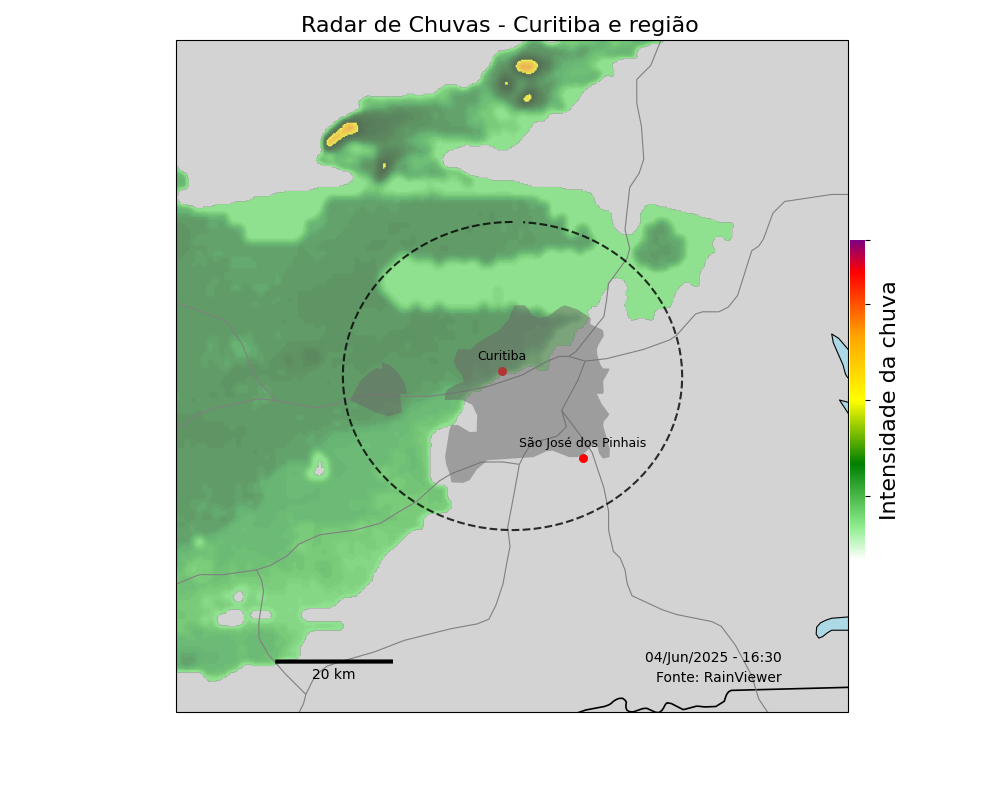 Radar de Chuvas - Curitiba e região
Curitiba
São José dos Pinhais
Intensidade da chuva
04/Jun/2025 - 16:30
20 km
Fonte: RainViewer